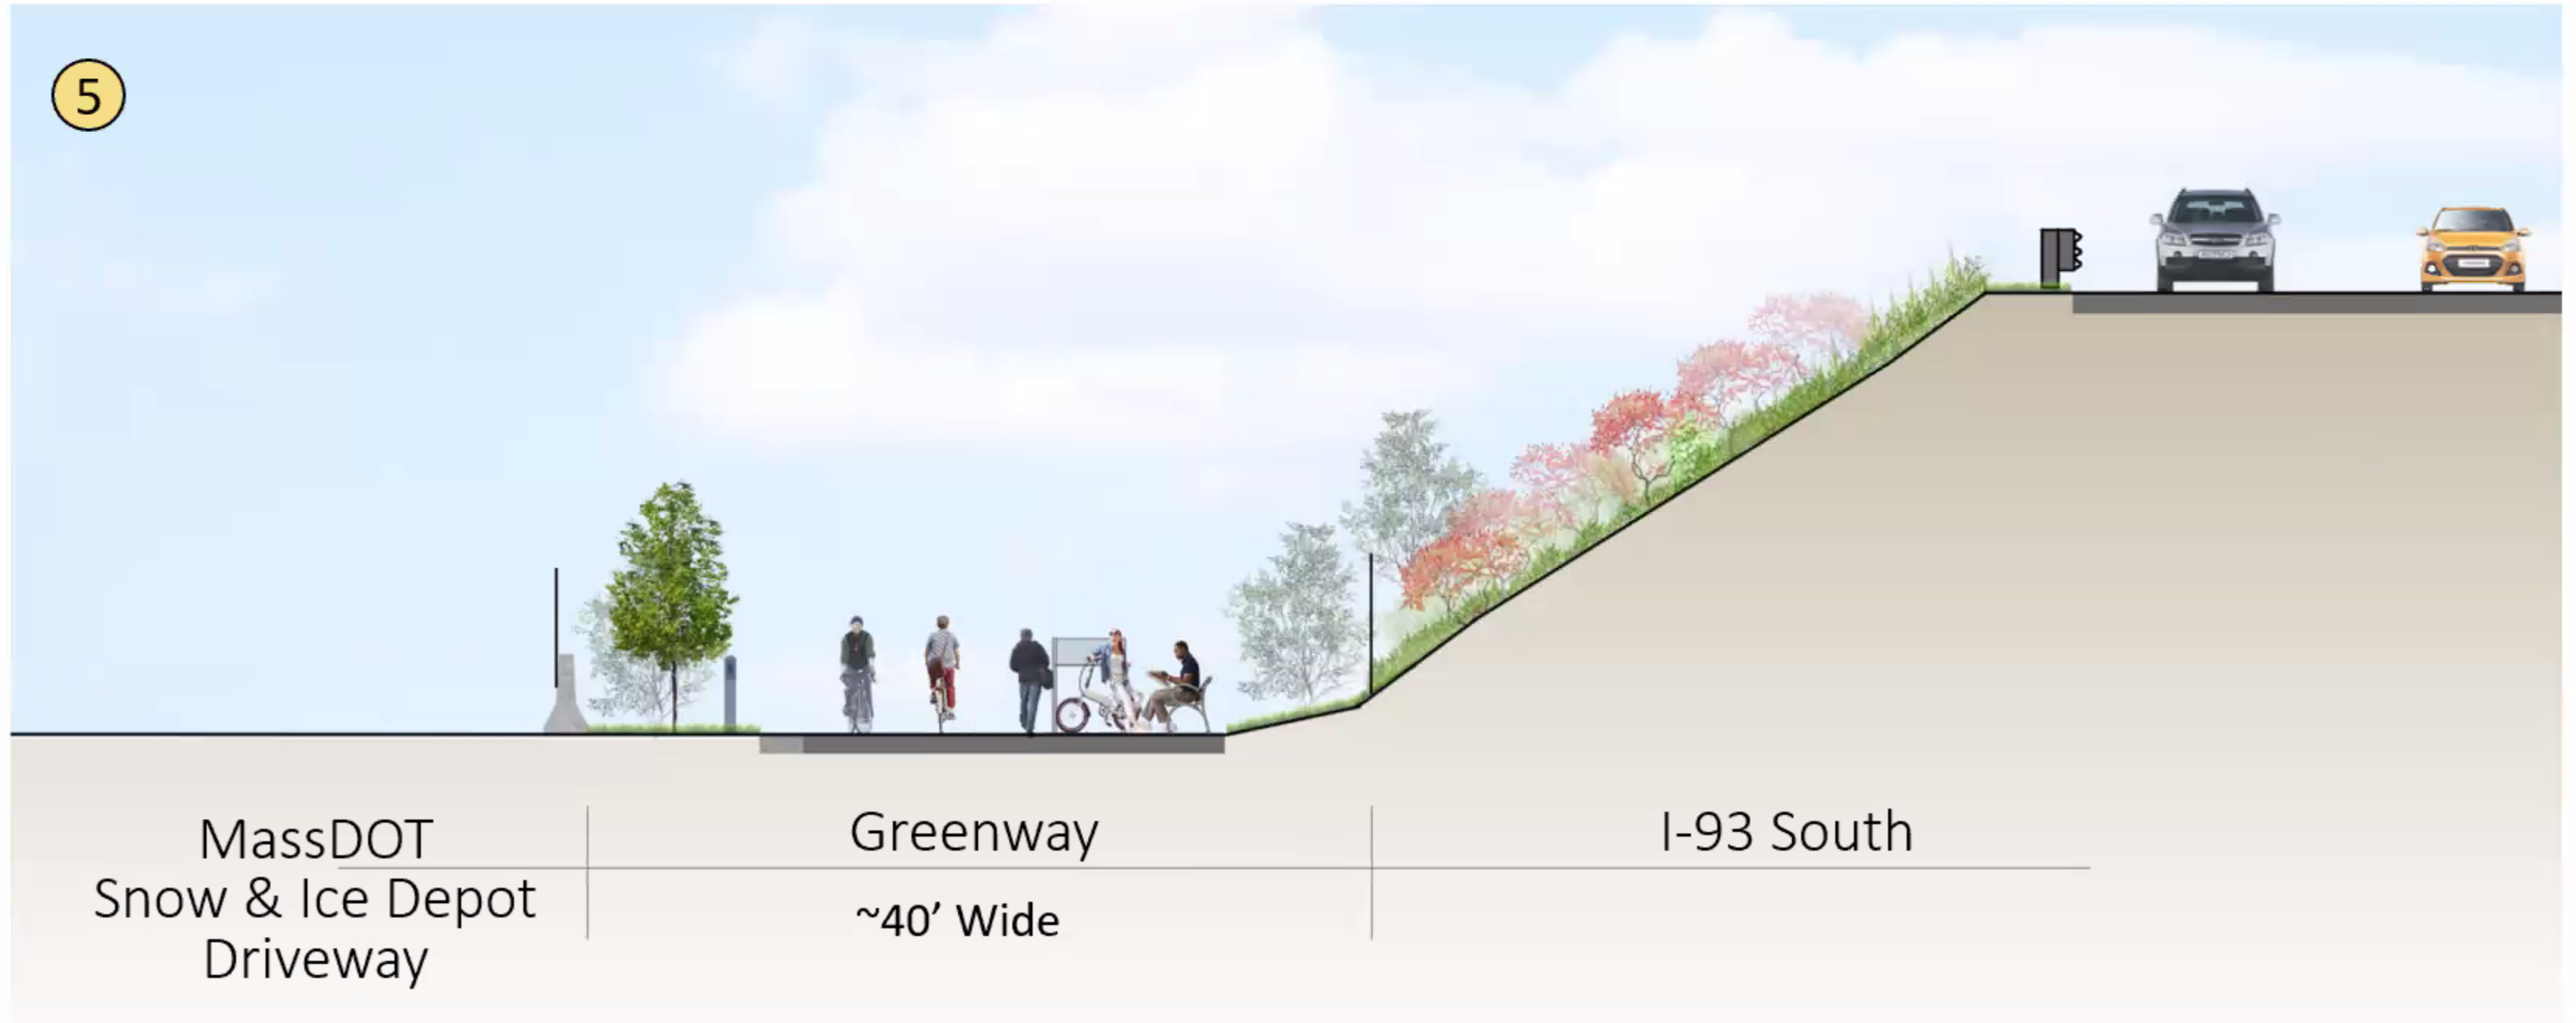 5
MassDOT
Snow & Ice Depot
Driveway
Greenway
~40’ Wide
I-93 South